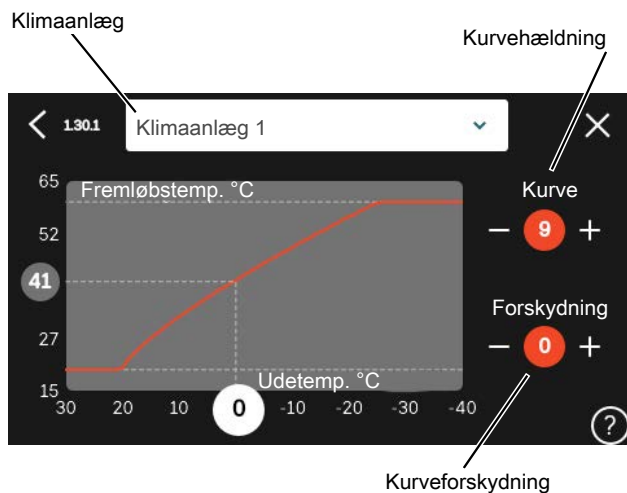 Klimaanlæg
Kurvehældning
1.30.1
Klimaanlæg 1
65
Fremløbstemp. °C
Kurve
52
9
41
Forskydning
27
0
Udetemp. °C
15
30 20 10 0 -10 -20 -30 -40
?
Kurveforskydning